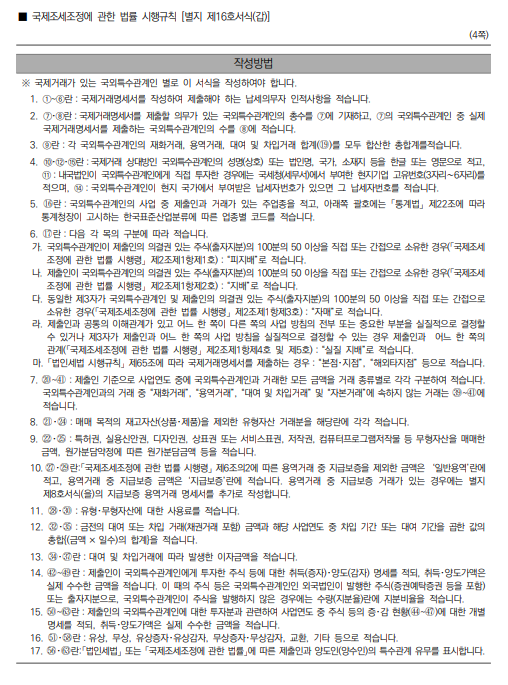 ■ 국제조세조정에 관한 법률 시행규칙 [별지 제16호서식(갑)]
(4쪽)
작성방법
※ 국제거래가 있는 국외특수관계인 별로 이 서식을 작성하여야 합니다.
1. ①~⑥란 : 국제거래명세서를 작성하여 제출해야 하는 납세의무자 인적사항을 적습니다.
2. ⑦·⑧란 : 국제거래명세서를 제출할 의무가 있는 국외특수관계인의 총수를 ⑦에 기재하고, ⑦의 국외특수관계인 중 실제
국제거래명세서를 제출하는 국외특수관계인의 수를 ⑧에 적습니다.
3. ⑨란 : 각 국외특수관계인의 재화거래, 용역거래, 대여 및 차입거래 합계(⑲)를 모두 합산한 총합계를적습니다.
4. ⑩·⑫·⑮란 : 국제거래 상대방인 국외특수관계인의 성명(상호) 또는 법인명, 국가, 소재지 등을 한글 또는 영문으로 적고,
⑪ : 내국법인이 국외특수관계인에게 직접 투자한 경우에는 국세청(세무서)에서 부여한 현지기업 고유번호(3자리~6자리)를
적으며, ⑭ : 국외특수관계인이 현지 국가에서 부여받은 납세자번호가 있으면 그 납세자번호를 적습니다.
5. ⑯란 : 국외특수관계인의 사업 중 제출인과 거래가 있는 주업종을 적고, 아래쪽 괄호에는 「통계법」 제22조에 따라
통계청장이 고시하는 한국표준산업분류에 따른 업종별 코드를 적습니다.
6. ⑰란 : 다음 각 목의 구분에 따라 적습니다.
가. 국외특수관계인이 제출인의 의결권 있는 주식(출자지분)의 100분의 50 이상을 직접 또는 간접으로 소유한 경우(「국제조세
조정에 관한 법률 시행령」 제2조제1항제1호) : "피지배"로 적습니다.
나. 제출인이 국외특수관계인의 의결권 있는 주식(출자지분)의 100분의 50 이상을 직접 또는 간접으로 소유한 경우(「국제조세
조정에 관한 법률 시행령」 제2조제1항제2호) : "지배"로 적습니다.
다. 동일한 제3자가 국외특수관계인 및 제출인의 의결권 있는 주식(출자지분)의 100분의 50 이상을 직접 또는 간접으로
소유한 경우(「국제조세조정에 관한 법률 시행령」 제2조제1항제3호) : "자매"로 적습니다.
라. 제출인과 공통의 이해관계가 있고 어느 한 쪽이 다른 쪽의 사업 방침의 전부 또는 중요한 부분을 실질적으로 결정할
수 있거나 제3자가 제출인과 어느 한 쪽의 사업 방침을 실질적으로 결정할 수 있는 경우 제출인과 어느 한 쪽의
관계(「국제조세조정에 관한 법률 시행령」 제2조제1항제4호 및 제5호) : "실질 지배"로 적습니다.
마. 「법인세법 시행규칙」 제65조에 따라 국제거래명세서를 제출하는 경우 : "본점·지점", "해외타지점" 등으로 적습니다.
7. ⑳~㊶ : 제출인 기준으로 사업연도 중에 국외특수관계인과 거래한 모든 금액을 거래 종류별로 각각 구분하여 적습니다.
국외특수관계인과의 거래 중 "재화거래", "용역거래", "대여 및 차입거래" 및 "자본거래"에 속하지 않는 거래는 ㊴~㊶에
적습니다.
8. ㉑·㉔ : 매매 목적의 재고자산(상품·제품)을 제외한 유형자산 거래분을 해당란에 각각 적습니다.
9. ㉒·㉕ : 특허권, 실용신안권, 디자인권, 상표권 또는 서비스표권, 저작권, 컴퓨터프로그램저작물 등 무형자산을 매매한
금액, 원가분담약정에 따른 원가분담금액 등을 적습니다.
10. ㉗·㉙란:「국제조세조정에 관한 법률 시행령」 제6조의2에 따른 용역거래 중 지급보증을 제외한 금액은 '일반용역'란에
적고, 용역거래 중 지급보증 금액은 '지급보증'란에 적습니다. 용역거래 중 지급보증 거래가 있는 경우에는 별지
제8호서식(을)의 지급보증 용역거래 명세서를 추가로 작성합니다.
11. ㉘·㉚ : 유형·무형자산에 대한 사용료를 적습니다.
12. ㉜·㉟ : 금전의 대여 또는 차입 거래(채권거래 포함) 금액과 해당 사업연도 중 차입 기간 또는 대여 기간을 곱한 값의
총합[(금액 × 일수)의 합계]을 적습니다.
13. ㉞·㊲란 : 대여 및 차입거래에 따라 발생한 이자금액을 적습니다.
14. ㊷~㊾란 : 제출인이 국외특수관계인에게 투자한 주식 등에 대한 취득(증자)·양도(감자) 명세를 적되, 취득·양도가액은
실제 수수한 금액을 적습니다. 이 때의 주식 등은 국외특수관계인인 외국법인이 발행한 주식(증권예탁증권 등을 포함)
또는 출자지분으로, 국외특수관계인이 주식을 발행하지 않은 경우에는 수량(지분율)란에 지분비율을 적습니다.
15. ㊿~63란 : 제출인의 국외특수관계인에 대한 투자분과 관련하여 사업연도 중 주식 등의 증·감 현황(㊹~㊼)에 대한 개별
명세를 적되, 취득·양도가액은 실제 수수한 금액을 적습니다.
16. 51·58란 : 유상, 무상, 유상증자·유상감자, 무상증자·무상감자, 교환, 기타 등으로 적습니다.
17. 56·63란:「법인세법」 또는 「국제조세조정에 관한 법률」에 따른 제출인과 양도인(양수인)의 특수관계 유무를 표시합니다.